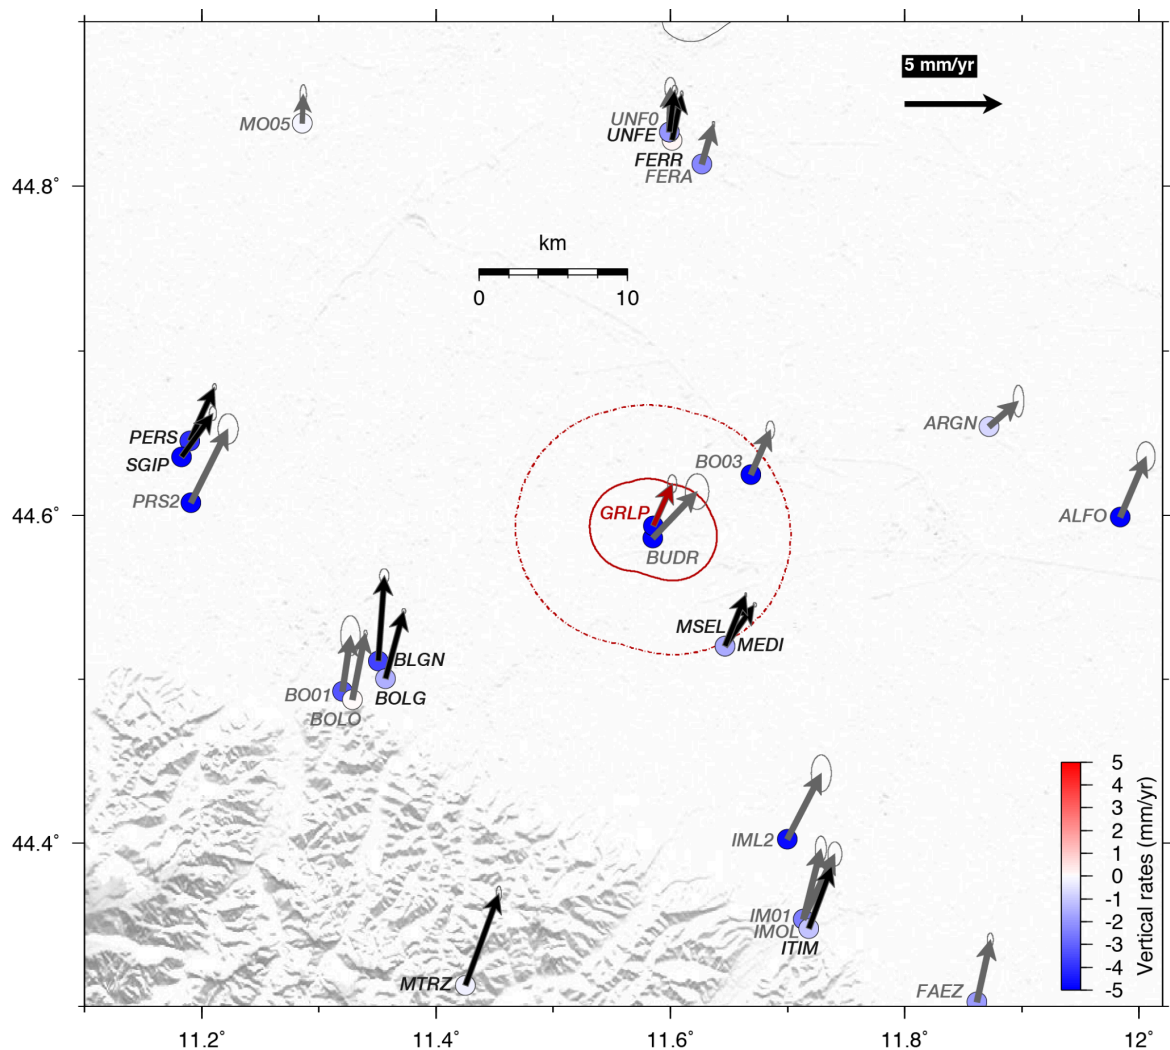 5 mm/yr
MO05
UNF0
UNFE
FERR
FERA
44.8°
km
0 10
PERS
SGIP
PRS2
ARGN
BO03
GRLP
ALFO
44.6°
BUDR
MSEL
MEDI
BLGN
BO01
BOLG
BOLO
IML2
44.4°
IM01
IMOL
ITIM
MTRZ
FAEZ
5
4
3
2
1
0
-1
-2
-3
-4
-5
Vertical rates (mm/yr)
11.2° 11.4° 11.6° 11.8° 12°